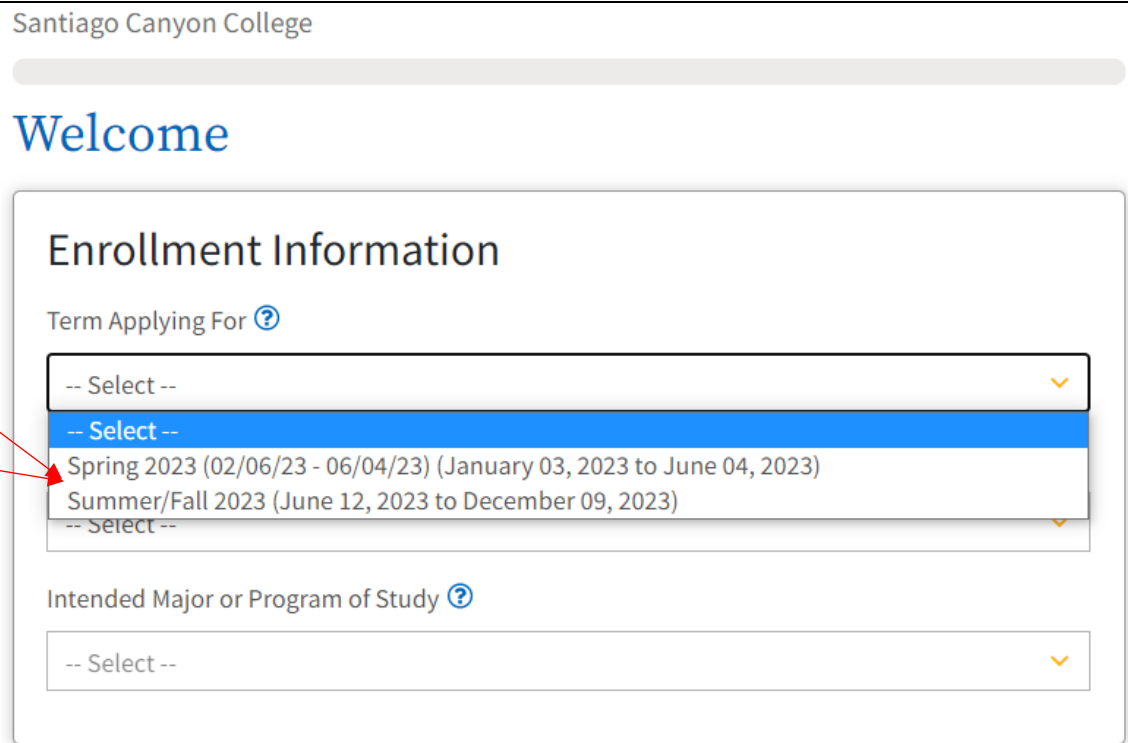 Santiago Canyon College
Welcome
Enrollment Information
Term Applying For ?
-- Select --
-- Select --
Spring 2023 (02/06/23 - 06/04/23) (January 03, 2023 to June 04, 2023)
Summer/Fall 2023 (June 12, 2023 to December 09, 2023)
-- Select --
Intended Major or Program of Study ?
-- Select --